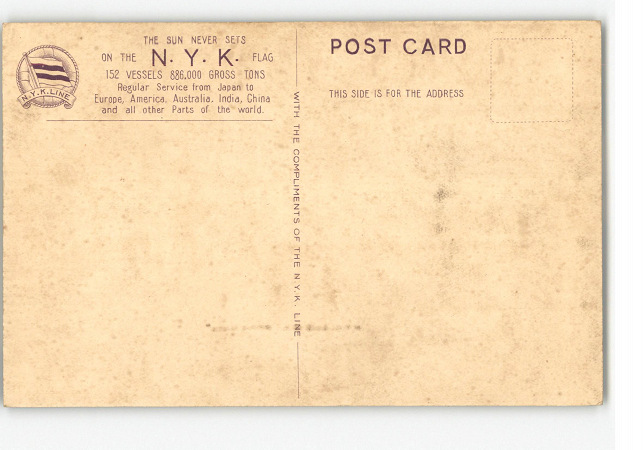 THE SUN NEVER SETS
ON THE N.Y.K. FLAG
152 VESSELS 886,000 GROSS TONS
Regular Service from Japan to
Europe, America, Australia, India, China
and all other Parts of the world.
N.Y.K.LINE
WITH THE COMPLIMENTS OF THE N.Y.K. LINE
POST CARD
THIS SIDE IS FOR THE ADDRESS